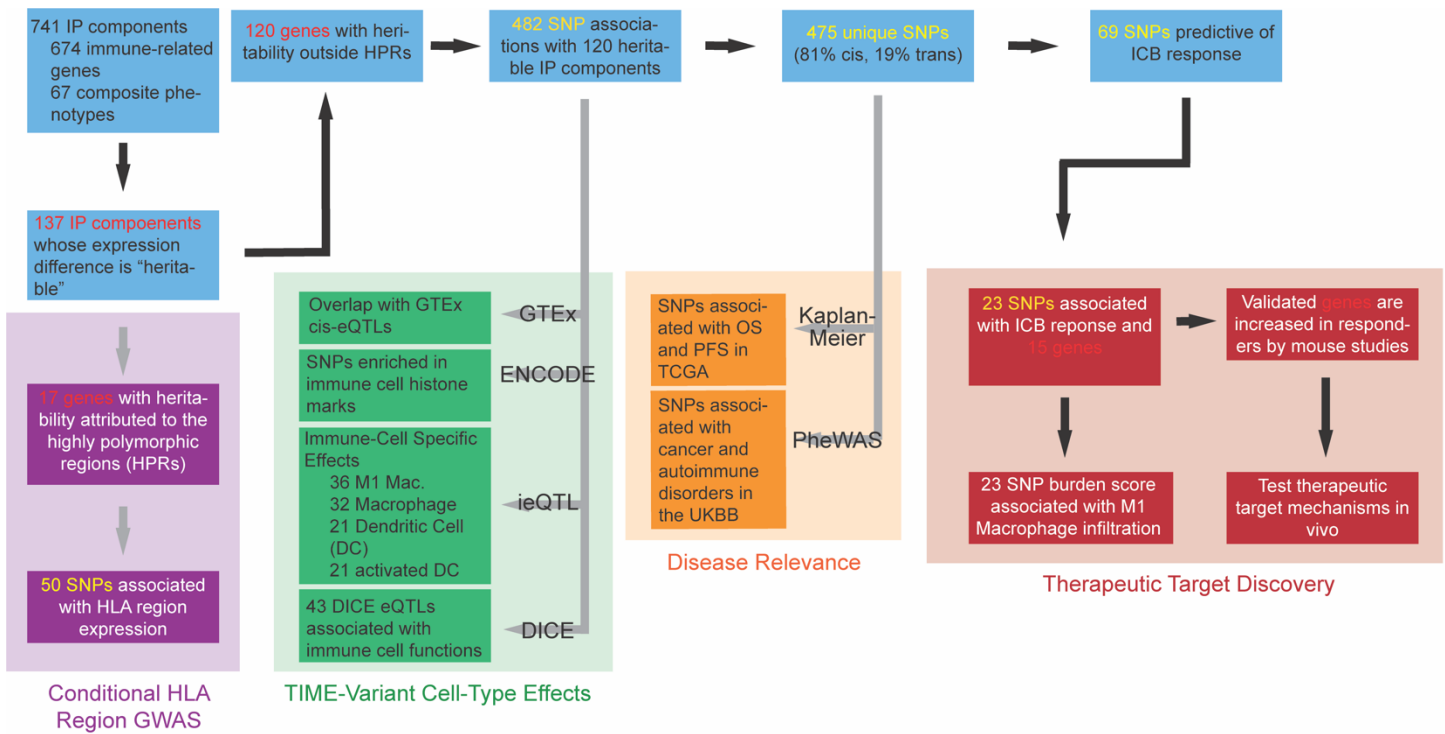 741 IP components
674 immune-related
genes
67 composite phe-
notypes
137 IP compoenents
whose expression
difference is “herita-
ble”
120 genes with heri-
tability outside HPRs
482 SNP associa-
tions with 120 herita-
ble IP components
475 unique SNPs
(81% cis, 19% trans)
69 SNPs predictive of
ICB response
17 genes with herita-
bility attributed to the
highly polymorphic
regions (HPRs)
50 SNPs associated
with HLA region
expression
Conditional HLA
Region GWAS
Overlap with GTEx
cis-eQTLs
GTEx
SNPs enriched in
immune cell histone
marks
ENCODE
Immune-Cell Specific
Effects
36 M1 Mac.
32 Macrophage
21 Dendritic Cell
(DC)
21 activated DC
ieQTL
43 DICE eQTLs
associated with
immune cell functions
DICE
TIME-Variant Cell-Type Effects
SNPs associ-
ated with OS
and PFS in
TCGA
Kaplan-
Meier
SNPs associ-
ated with
cancer and
autoimmune
disorders in
the UKBB
PheWAS
Disease Relevance
23 SNPs associated
with ICB reponse and
15 genes
Validated genes are
increased in respond-
ers by mouse studies
23 SNP burden score
associated with M1
Macrophage infiltration
Test therapeutic
target mechanisms in
vivo
Therapeutic Target Discovery